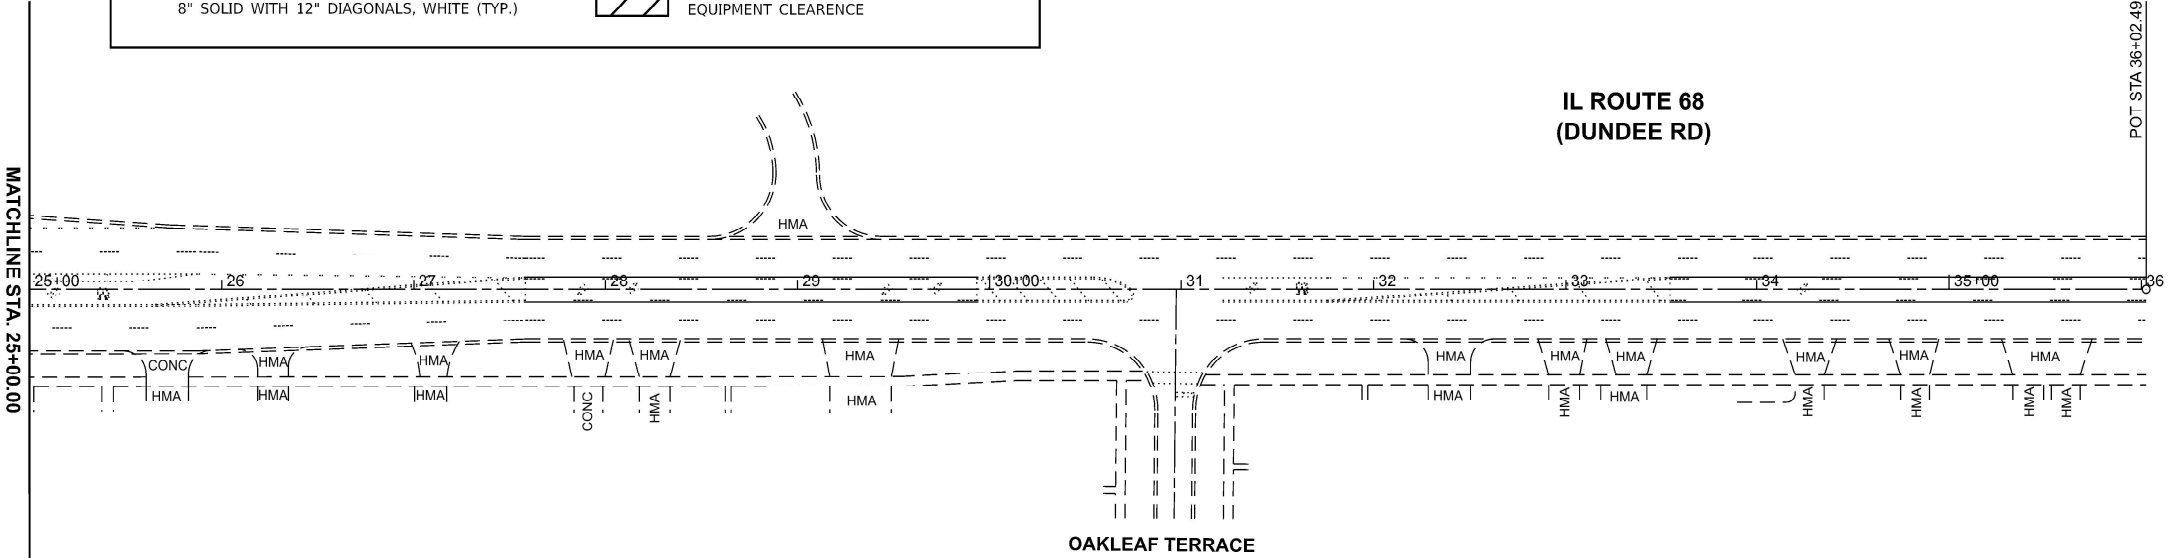 8" SOLID WITH 12" DIAGONALS, WHITE (TYP.)
EQUIPMENT CLEARENCE
POT STA 36+02.49
IL ROUTE 68
(DUNDEE RD)
MATCHLINE STA. 25+00.00
HMA
25+00 26 27 28 29 30+00 31 32 33 34 35+00 36
CONC HMA HMA HMA HMA HMA HMA HMA HMA HMA HMA HMA
HMA HMA HMA CONC HMA HMA HMA HMA HMA HMA HMA HMA HMA
OAKLEAF TERRACE